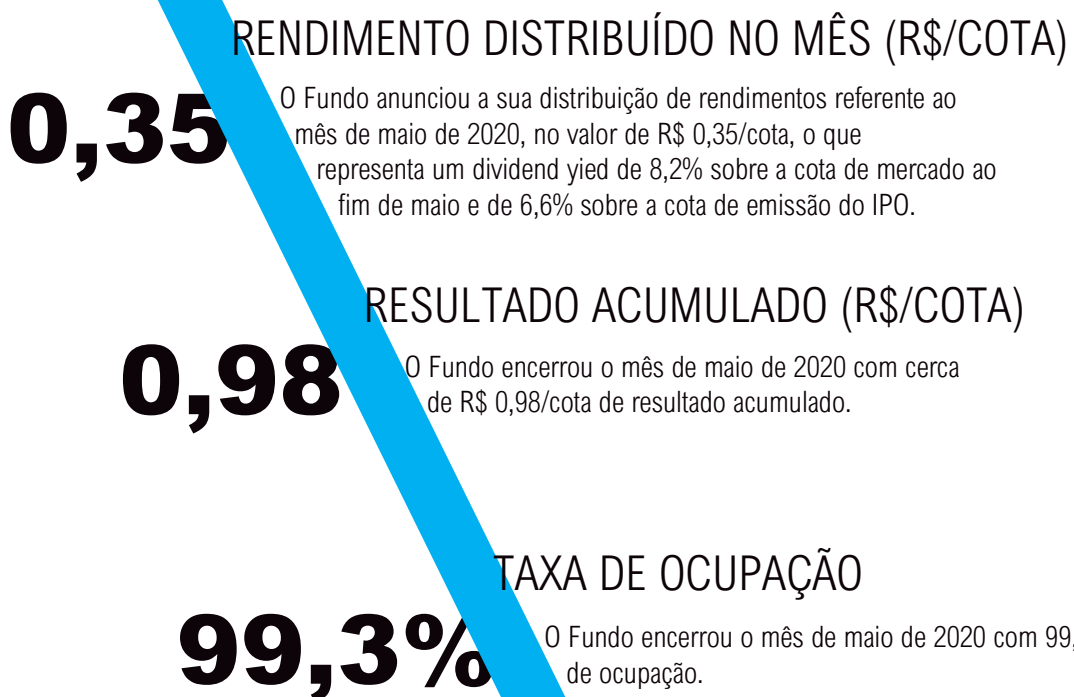 RENDIMENTO DISTRIBUÍDO NO MÊS (R$/COTA)
0,35
O Fundo anunciou a sua distribuição de rendimentos referente ao
mês de maio de 2020, no valor de R$ 0,35/cota, o que
representa um dividend yied de 8,2% sobre a cota de mercado ao
fim de maio e de 6,6% sobre a cota de emissão do IPO.
RESULTADO ACUMULADO (R$/COTA)
0,98
O Fundo encerrou o mês de maio de 2020 com cerca
de R$ 0,98/cota de resultado acumulado.
TAXA DE OCUPAÇÃO
99,3%
O Fundo encerrou o mês de maio de 2020 com 99,
de ocupação.